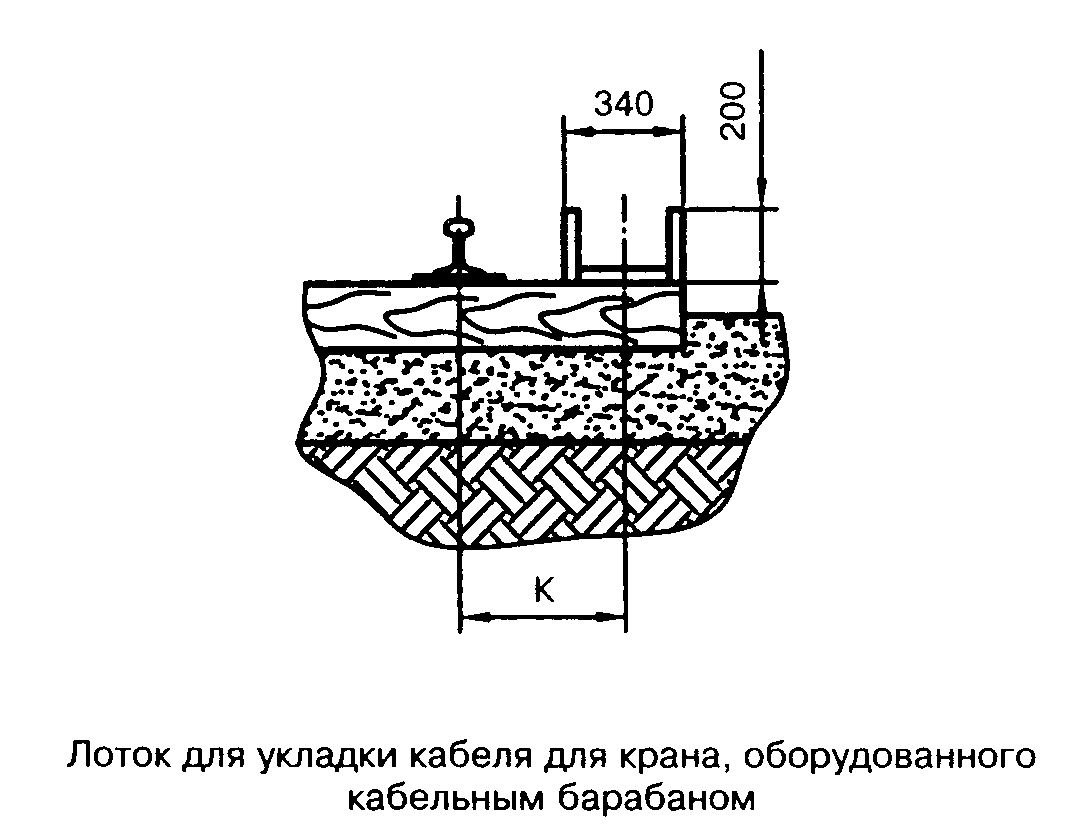 340
200
К
Лоток для укладки кабеля для крана, оборудованного
кабельным барабаном